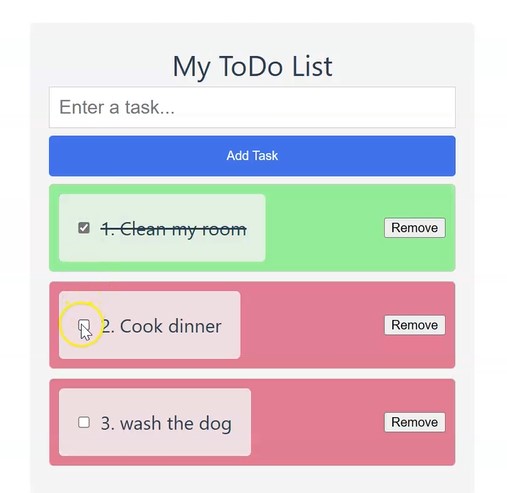 My ToDo List
Enter a task...
Add Task
1. Clean my room
Remove
2. Cook dinner
Remove
3. wash the dog
Remove